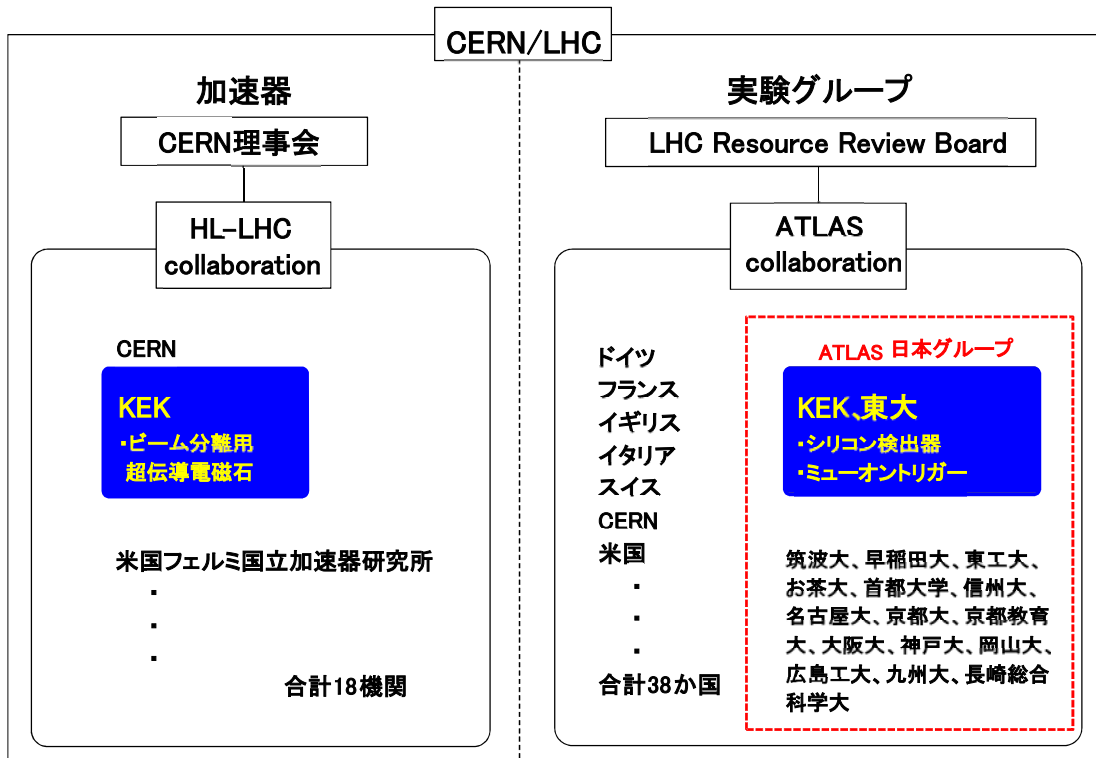 CERN/LHC
加速器
CERN理事会
HL-LHC
collaboration
CERN
KEK
・ビーム分離用
超伝導電磁石
米国フェルミ国立加速器研究所
・
・
・
合計18機関
実験グループ
LHC Resource Review Board
ATLAS
collaboration
ドイツ
フランス
イギリス
イタリア
スイス
CERN
米国
・
・
・
合計38か国
ATLAS 日本グループ
KEK、東大
・シリコン検出器
・ミューオントリガー
筑波大、早稲田大、東工大、
お茶大、首都大学、信州大、
名古屋大、京都大、京都教育
大、大阪大、神戸大、岡山大、
広島工大、九州大、長崎総合
科学大